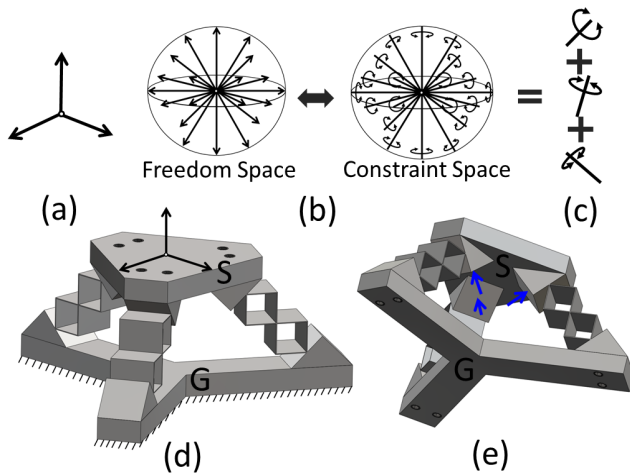 Freedom Space
Constraint Space
(a)
(b)
(c)
S
G
(d)
S
G
(e)